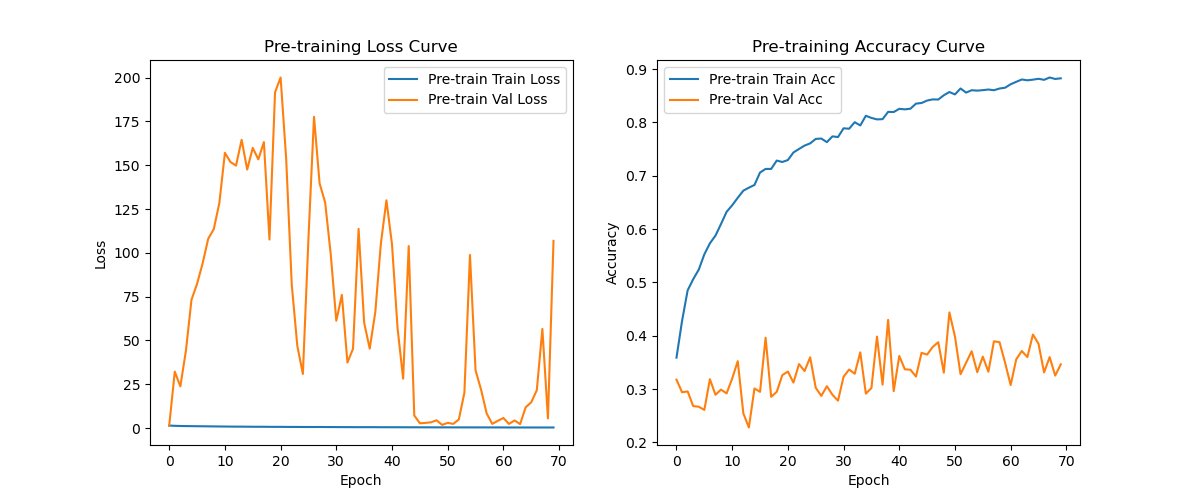 Pre-training Loss Curve
Pre-train Train Loss
Pre-train Val Loss
200
175
150
125
100
75
50
25
0
Loss
0 10 20 30 40 50 60 70
Epoch
Pre-training Accuracy Curve
Pre-train Train Acc
Pre-train Val Acc
0.9
0.8
0.7
0.6
0.5
0.4
0.3
0.2
Accuracy
0 10 20 30 40 50 60 70
Epoch